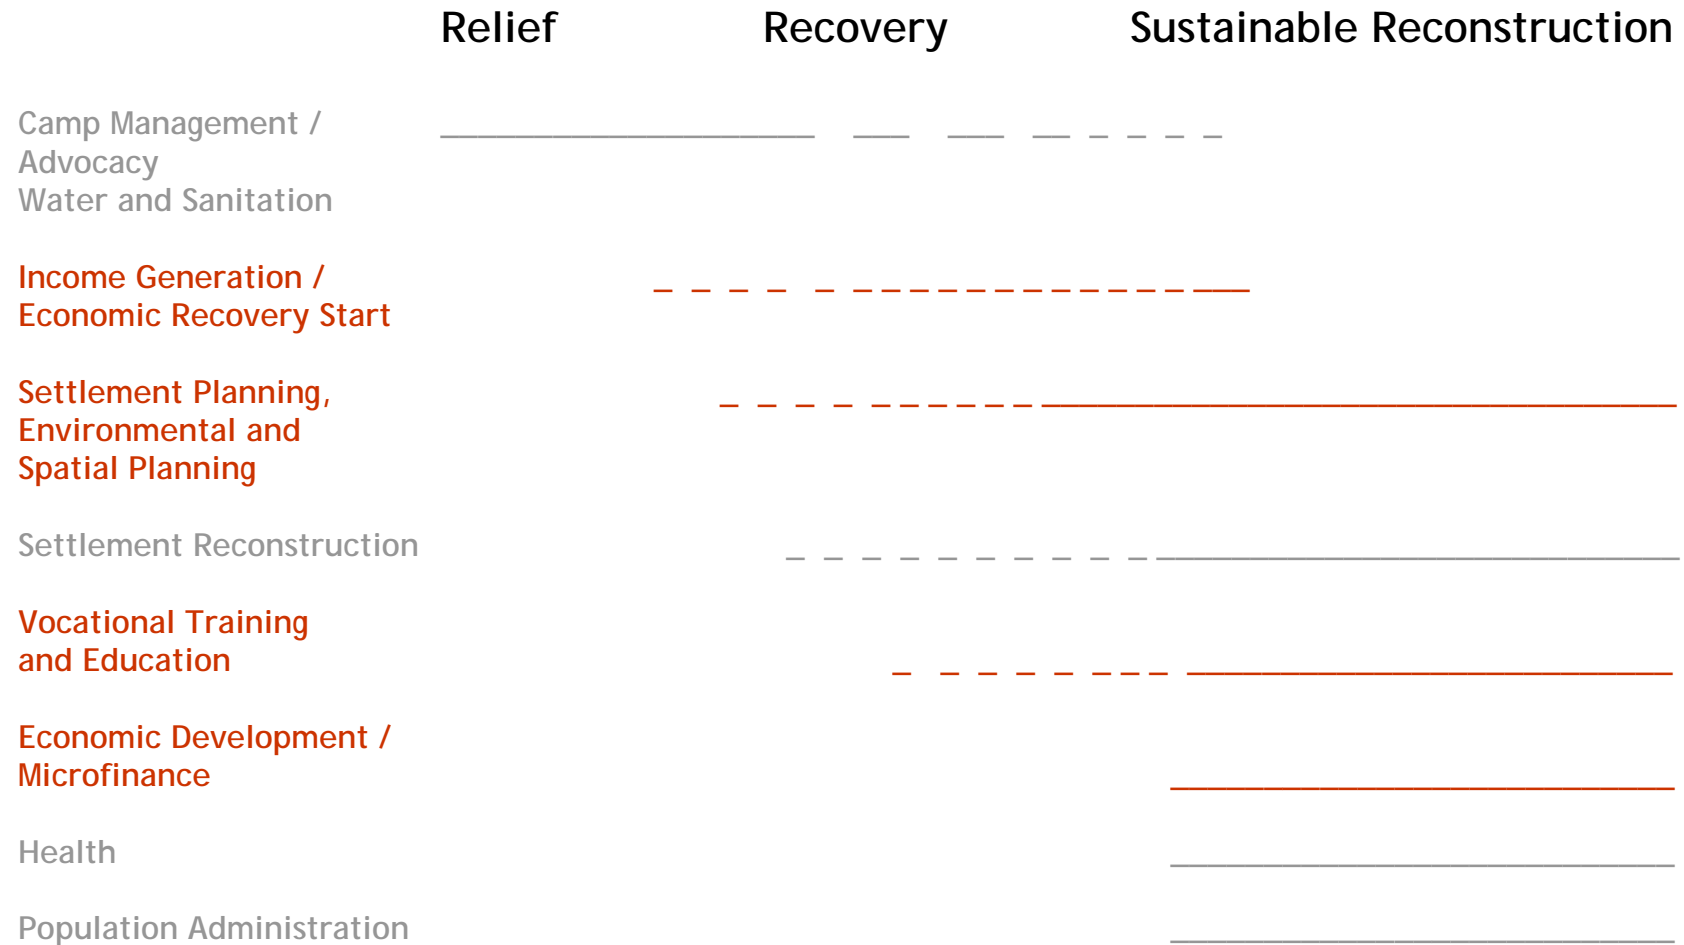 Relief Recovery Sustainable Reconstruction
Camp Management /
Advocacy
Water and Sanitation
Income Generation /
Economic Recovery Start
Settlement Planning,
Environmental and
Spatial Planning
Settlement Reconstruction
Vocational Training
and Education
Economic Development /
Microfinance
Health
Population Administration